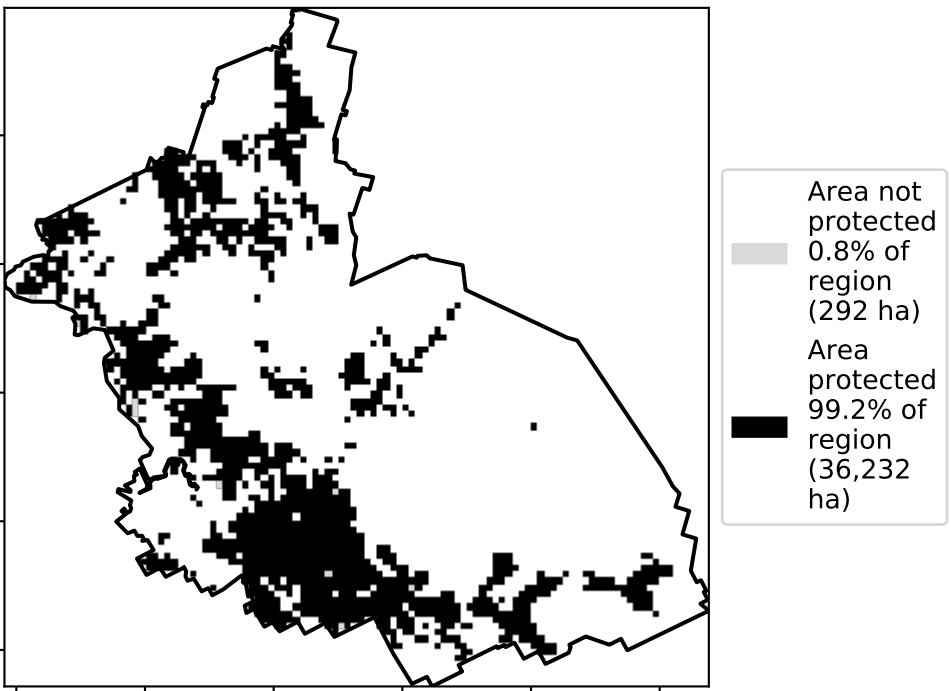 Area not
protected
0.8% of
region
(292 ha)
Area
protected
99.2% of
region
(36,232
ha)